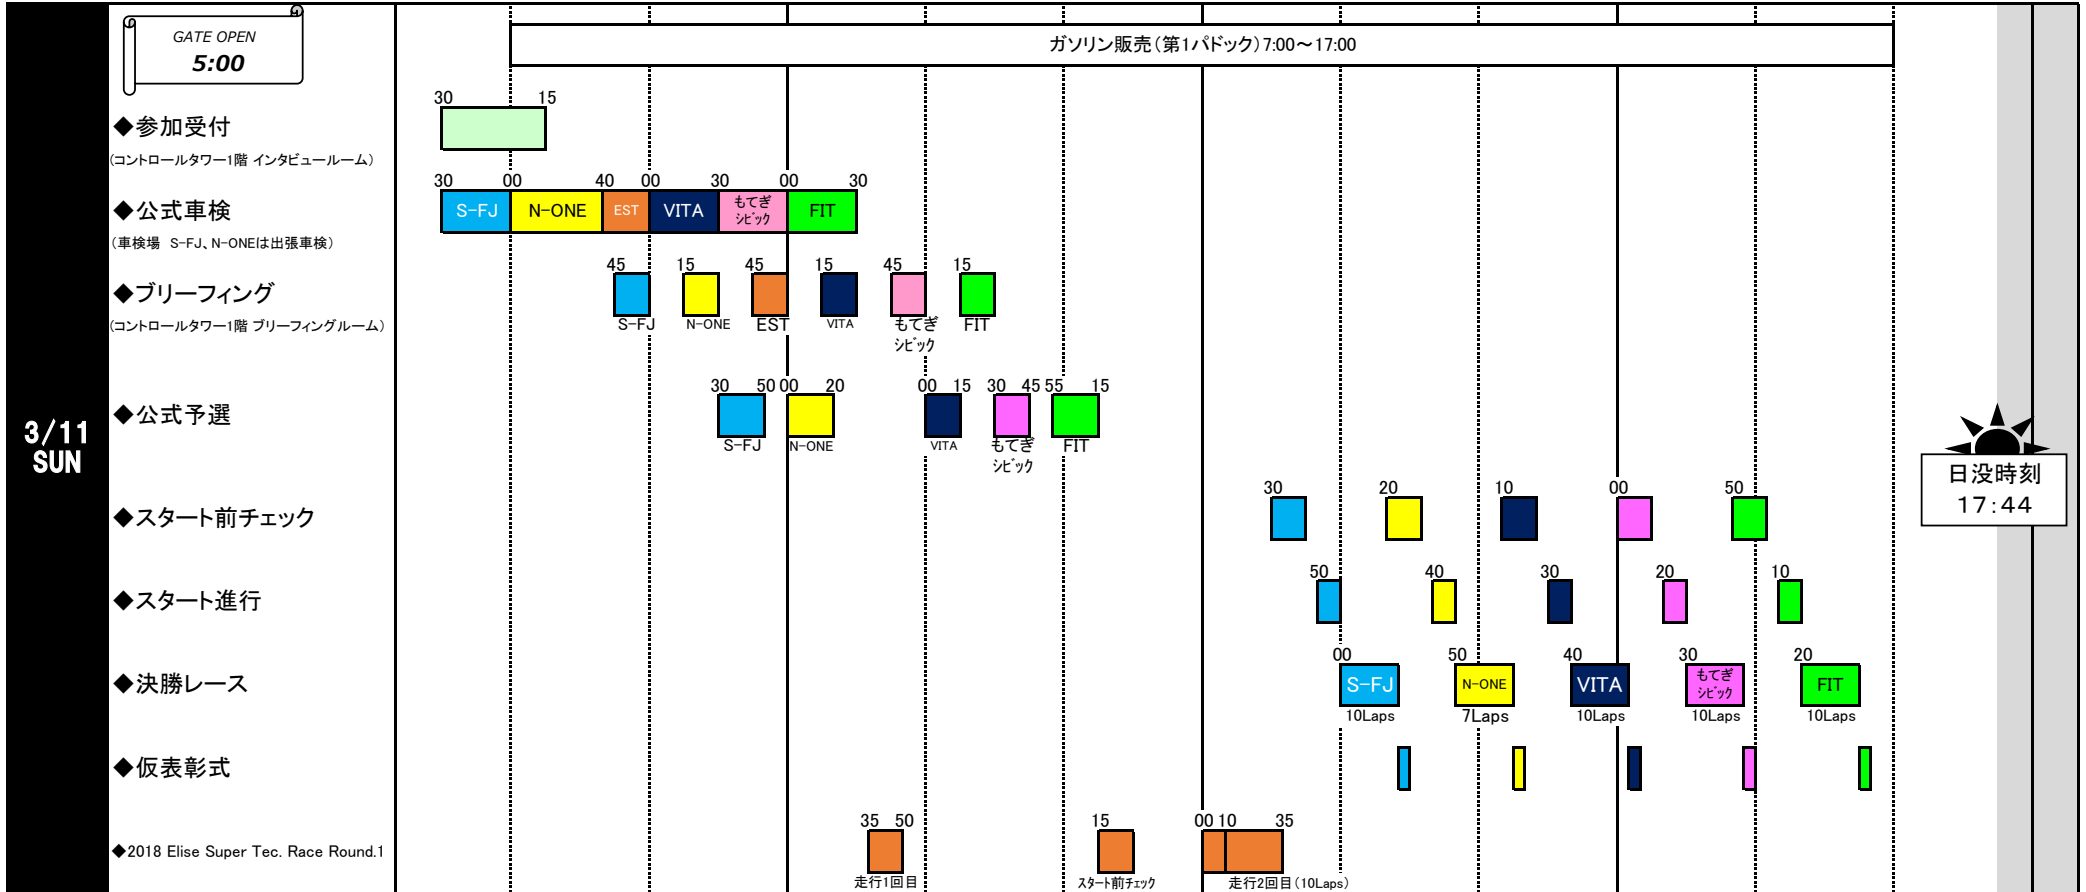 GATE OPEN
5:00
ガソリン販売(第1パドック)7:00～17:00
3/11
SUN
30 15
◆参加受付
(コントロールタワー1階 インタビュールーム)
30 00 40 00 30 00 30
◆公式車検
S-FJ N-ONE EST VITA もてぎ シビック FIT
(車検場 S-FJ、N-ONEは出張車検)
45 15 45 15 45 15
◆ブリーフィング
(コントロールタワー1階 ブリーフィングルーム)
S-FJ N-ONE EST VITA もてぎ FIT
シビック
30 50 00 20 00 15 30 45 55 15
◆公式予選
S-FJ N-ONE VITA もてぎ FIT
シビック
日没時刻
17:44
30 20 10 00 50
◆スタート前チェック
50 40 30 20 10
◆スタート進行
00 50 40 30 20
◆決勝レース
S-FJ N-ONE VITA もてぎ シビック FIT
10Laps 7Laps 10Laps 10Laps 10Laps
◆仮表彰式
35 50 15 00 10 35
◆2018 Elise Super Tec. Race Round.1
走行1回目 スタート前チェック 走行2回目(10Laps)